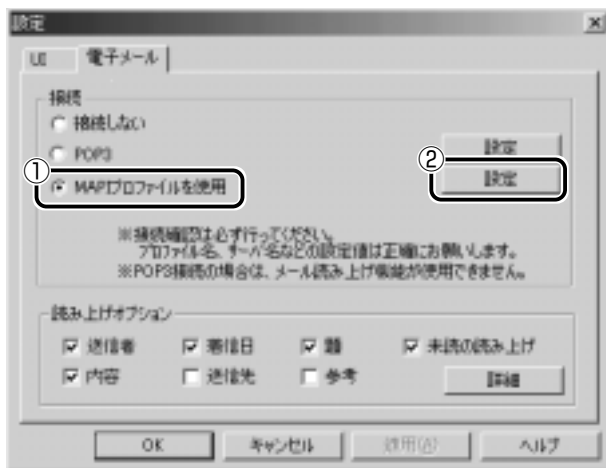 設定
UI 電子メール
接続
接続しない
POP3 設定
① MAPIプロファイルを使用 ② 設定
※接続確認は必ず行ってください。
プロファイル名、サーバ名などの設定値は正確にお願いします。
※POP3接続の場合は、メール読み上げ機能が使用できません。
読み上げオプション
送信者 着信日 題 未読の読み上げ
内容 送信先 参考 詳細
OK キャンセル 適用(A) ヘルプ